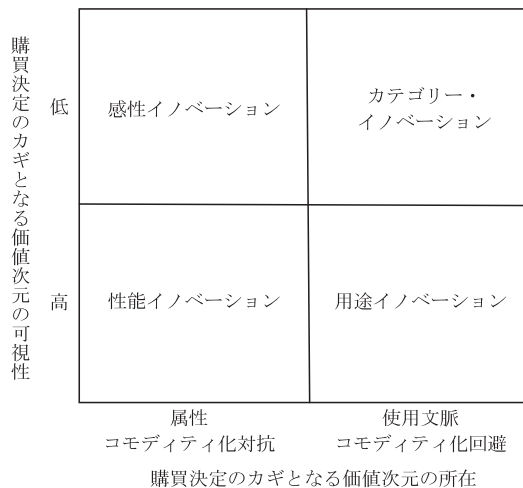 購買決定のカギとなる価値次元の可視性
低
感性イノベーション
カテゴリー・
イノベーション
高
性能イノベーション
用途イノベーション
属性
コモディティ化対抗
使用文脈
コモディティ化回避
購買決定のカギとなる価値次元の所在